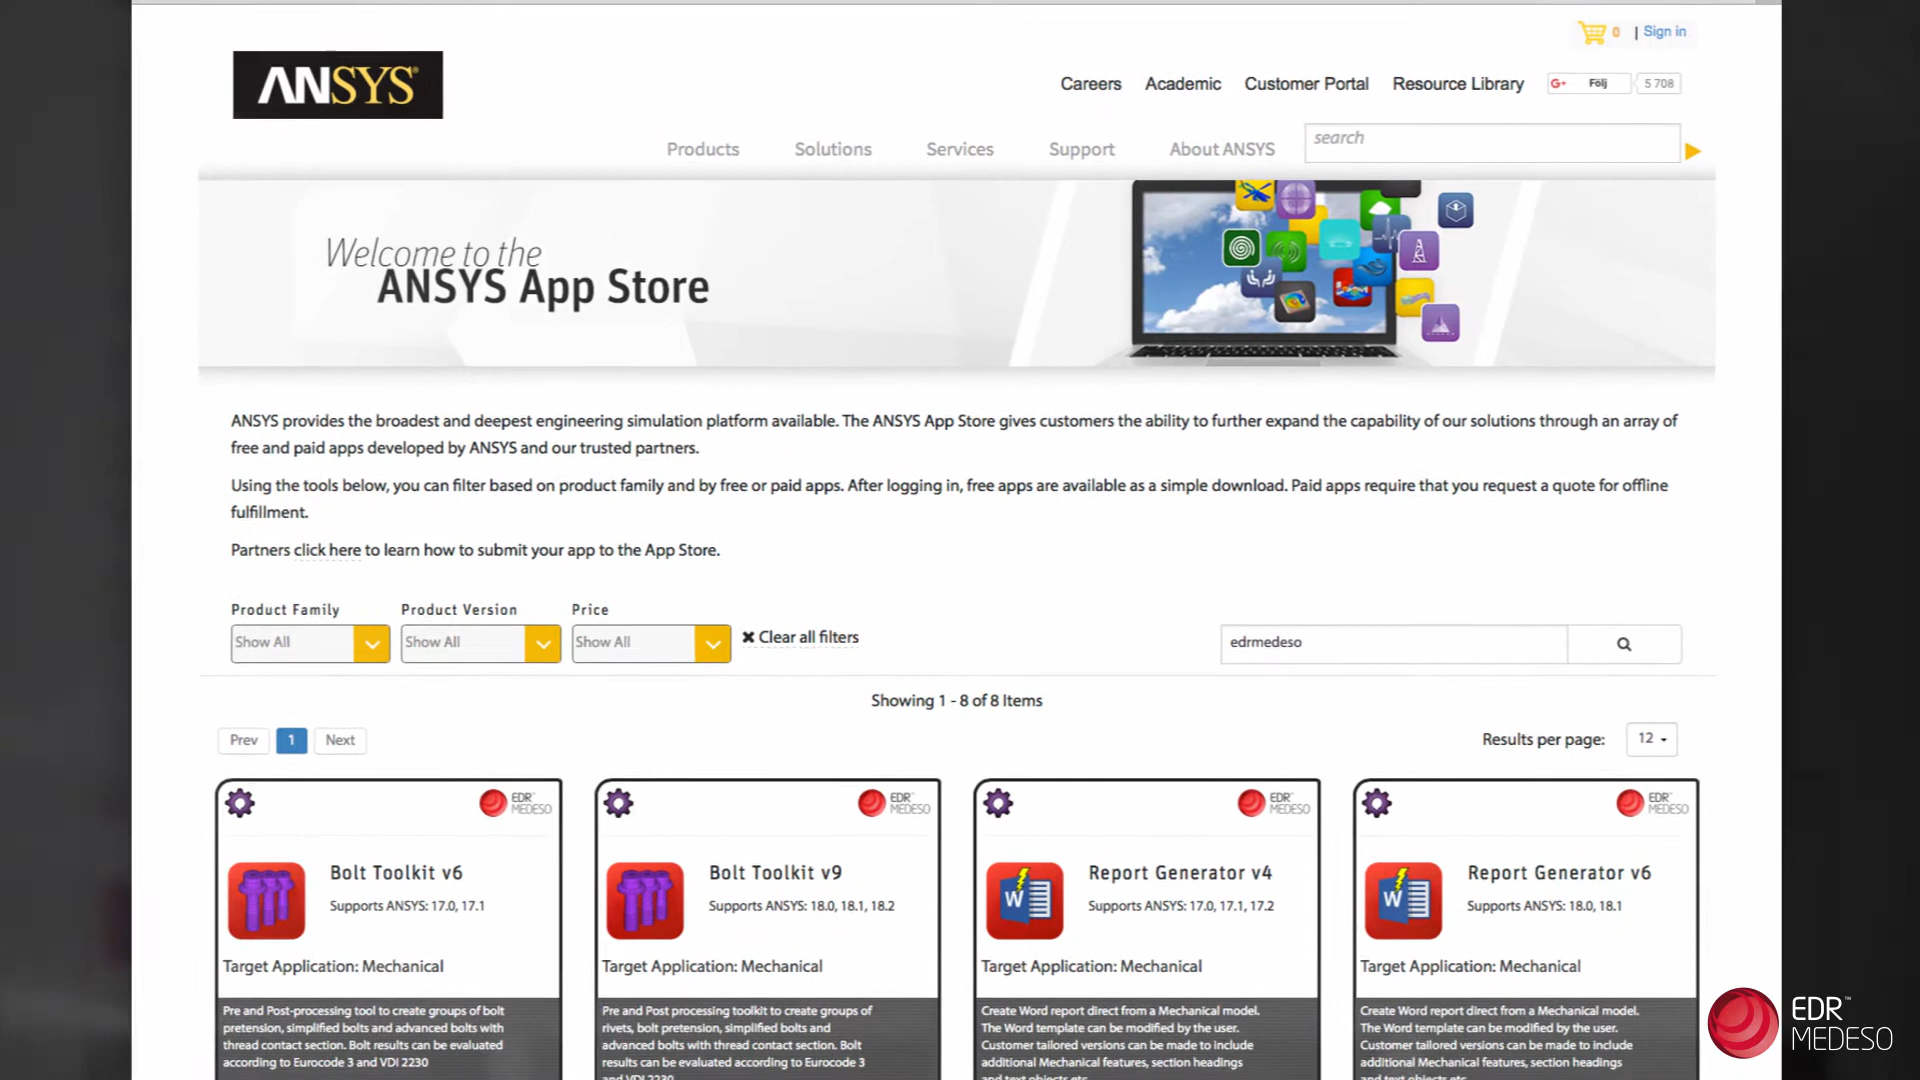 0 | Sign in
ANSYS
Careers Academic Customer Portal Resource Library G+ Följ 5 708
Products Solutions Services Support About ANSYS search
Welcome to the
ANSYS App Store
ANSYS provides the broadest and deepest engineering simulation platform available. The ANSYS App Store gives customers the ability to further expand the capability of our solutions through an array of
free and paid apps developed by ANSYS and our trusted partners.
Using the tools below, you can filter based on product family and by free or paid apps. After logging in, free apps are available as a simple download. Paid apps require that you request a quote for offline
fulfillment.
Partners click here to learn how to submit your app to the App Store.
Product Family Product Version Price
Show All Show All Show All ✖ Clear all filters edrmedeso
Showing 1 - 8 of 8 Items
Prev 1 Next Results per page: 12
EDR™ MEDESO
Bolt Toolkit v6
Supports ANSYS: 17.0, 17.1
Target Application: Mechanical
Pre and Post-processing tool to create groups of bolt
pretension, simplified bolts and advanced bolts with
thread contact section. Bolt results can be evaluated
according to Eurocode 3 and VDI 2230
EDR™ MEDESO
Bolt Toolkit v9
Supports ANSYS: 18.0, 18.1, 18.2
Target Application: Mechanical
Pre and Post processing toolkit to create groups of
rivets, bolt pretension, simplified bolts and
advanced bolts with thread contact section. Bolt
results can be evaluated according to Eurocode 3
and VDI 2230
EDR™ MEDESO
W
Report Generator v4
Supports ANSYS: 17.0, 17.1, 17.2
Target Application: Mechanical
Create Word report direct from a Mechanical model.
The Word template can be modified by the user.
Customer tailored versions can be made to include
additional Mechanical features, section headings
and text objects etc
EDR™ MEDESO
W
Report Generator v6
Supports ANSYS: 18.0, 18.1
Target Application: Mechanical
Create Word report direct from a Mechanical model.
The Word template can be modified by the user.
Customer tailored versions can be made to include
additional Mechanical features, section headings
and text objects etc
EDR™
MEDESO